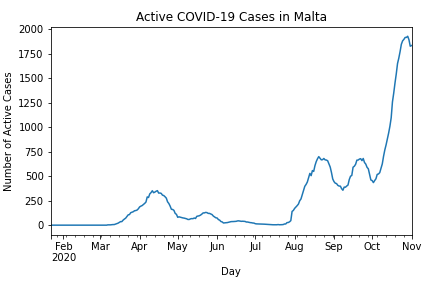 Active COVID-19 Cases in Malta
Number of Active Cases
2000
1750
1500
1250
1000
750
500
250
0
Feb Mar Apr May Jun Jul Aug Sep Oct Nov
2020
Day